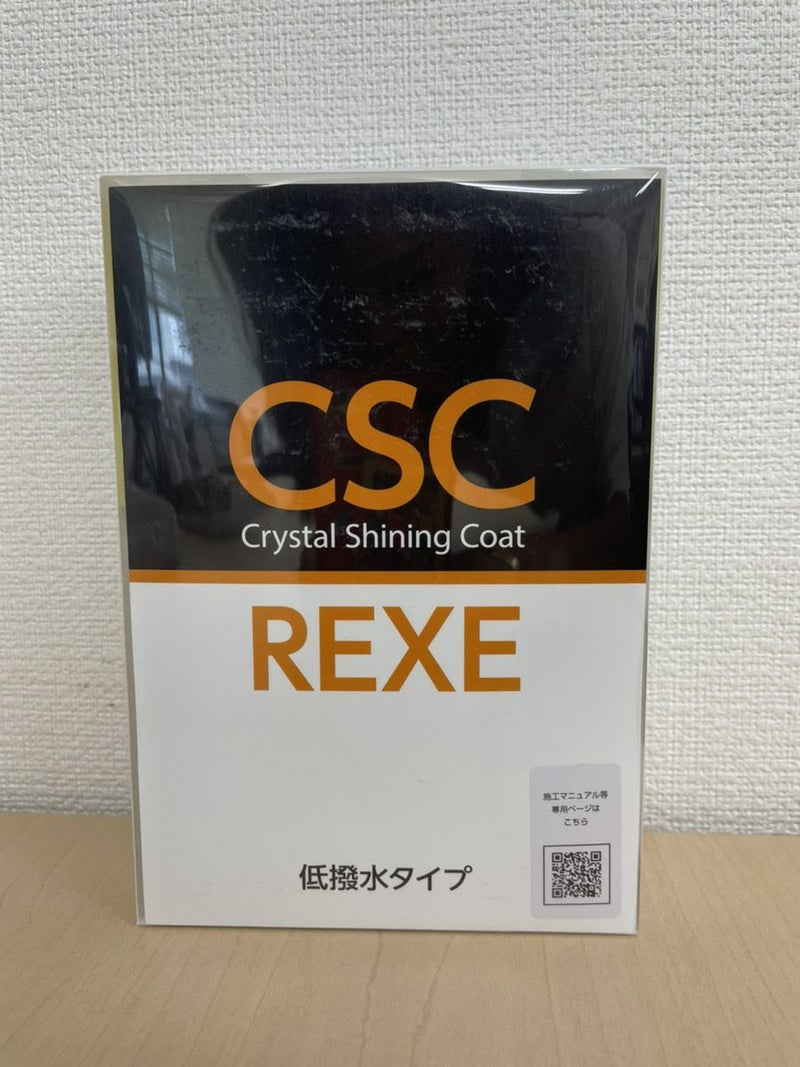 CSC
Crystal Shining Coat
REXE
施工マニュアル等
専用ページは
こちら
低撥水タイプ